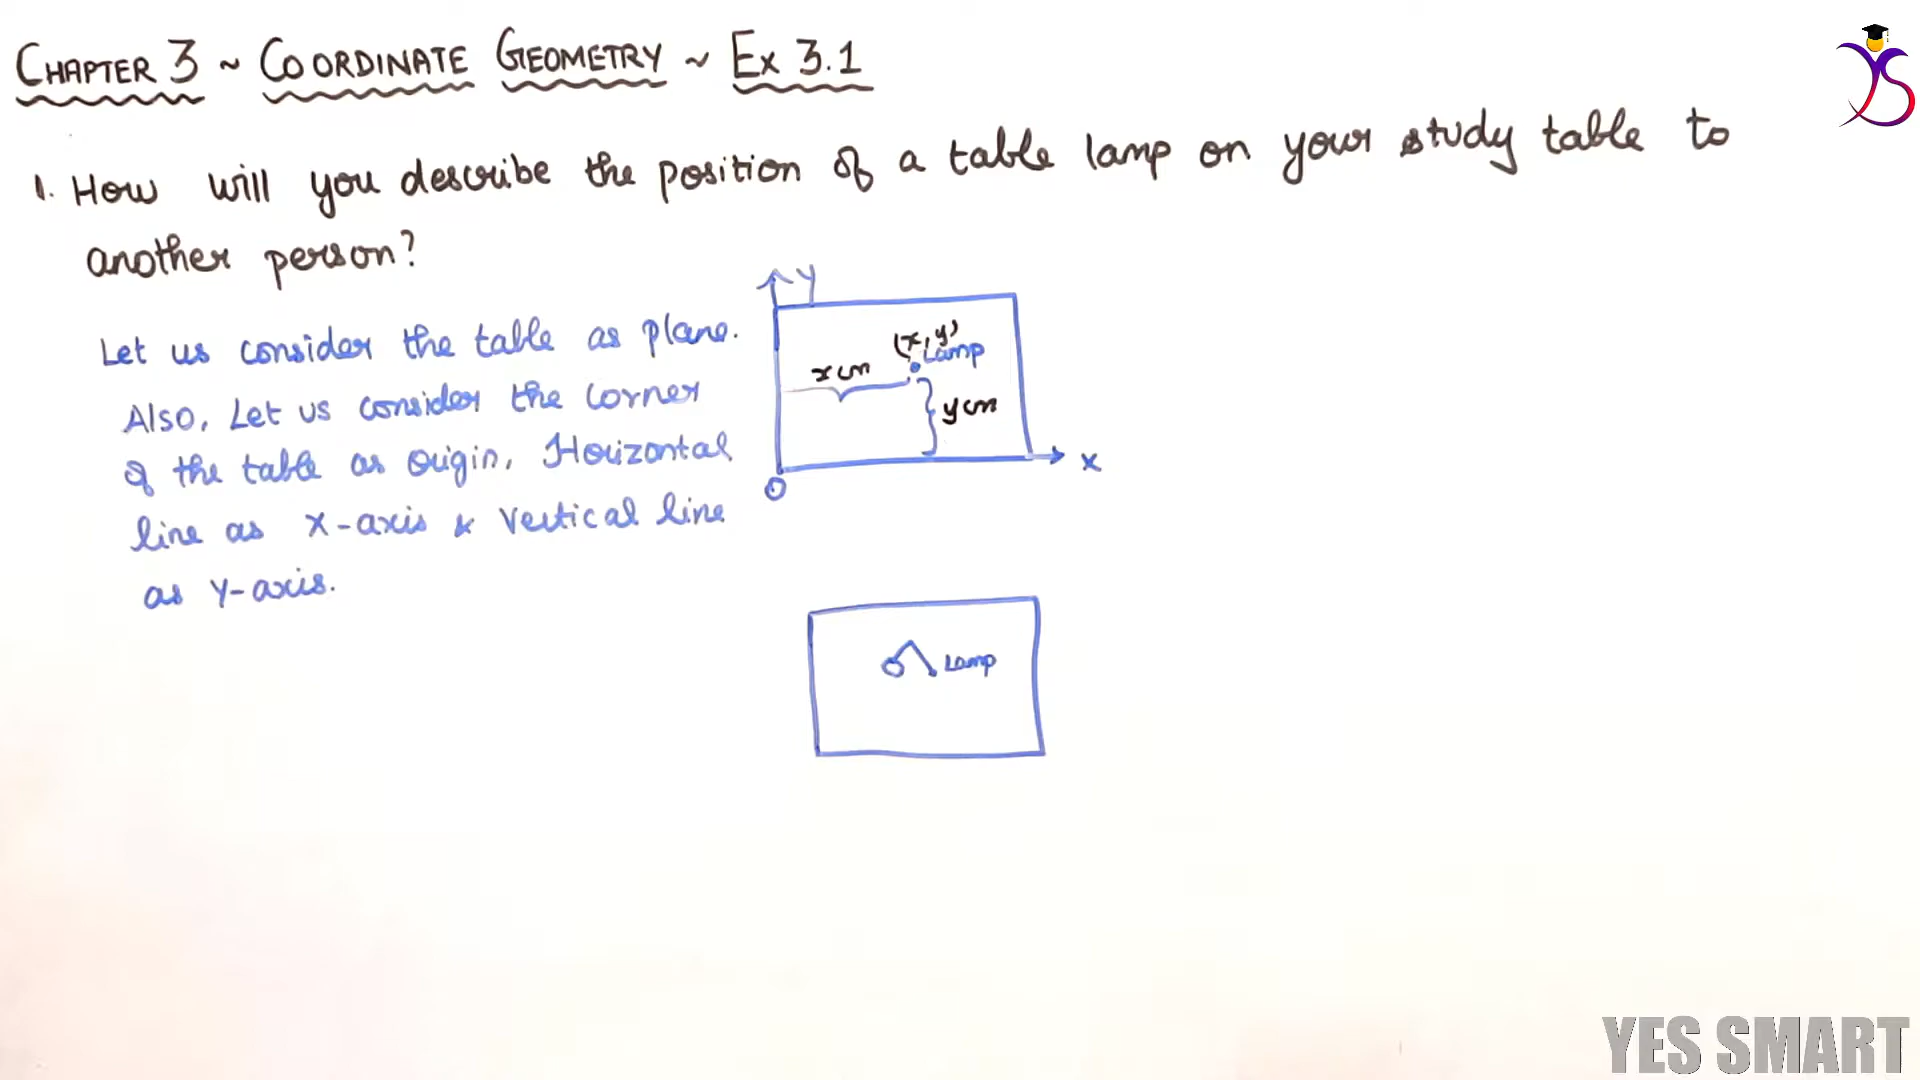 CHAPTER 3 ~ COORDINATE GEOMETRY ~ Ex 3.1
1. How will you describe the position of a table lamp on your study table to
another person?
Let us consider the table as plane.
Also, Let us consider the corner
of the table as origin, Horizontal
line as X-axis & Vertical line
as Y-axis.
Y
(x, y)
Lamp
x cm
y cm
X
O
Lamp
YS
YES SMART